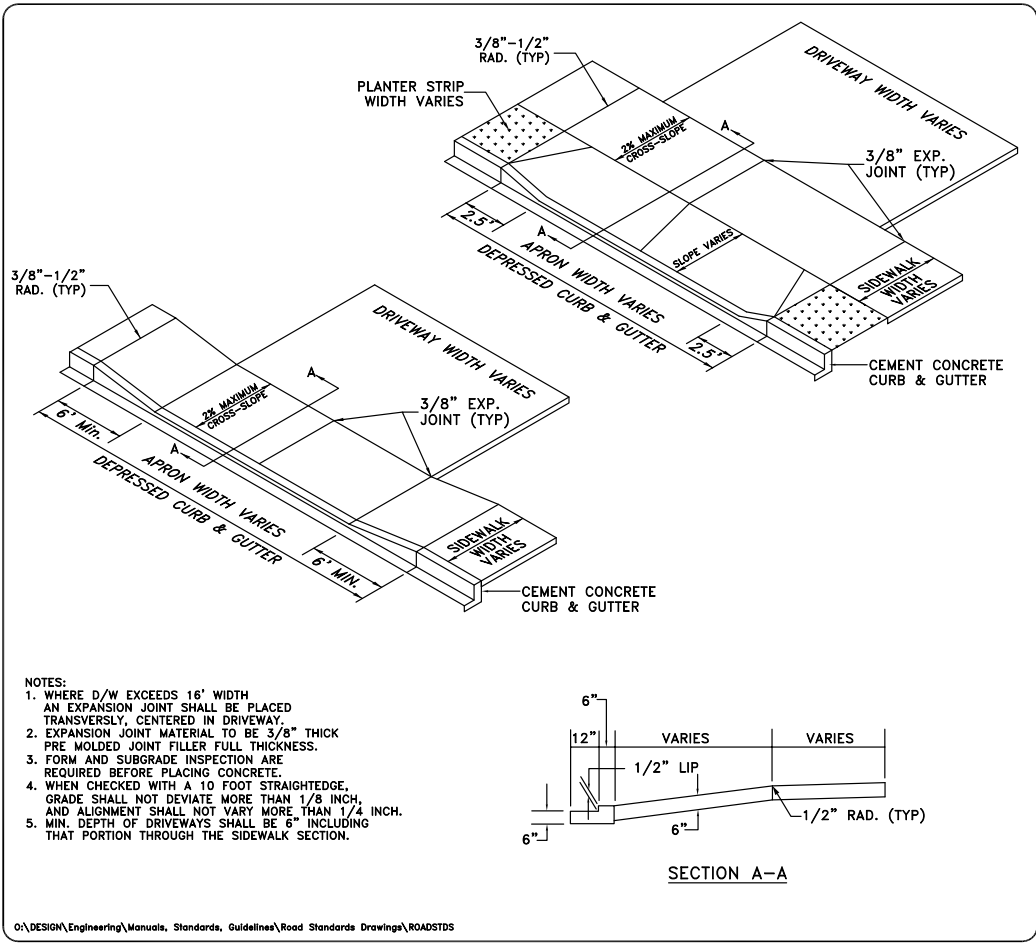 3/8"-1/2"
RAD. (TYP)
PLANTER STRIP
WIDTH VARIES
DRIVEWAY WIDTH VARIES
2% MAXIMUM
CROSS-SLOPE
A
3/8" EXP.
JOINT (TYP)
2.5'
A
APRON WIDTH VARIES
DEPRESSED CURB & GUTTER
SLOPE VARIES
SIDEWALK
WIDTH
VARIES
2.5'
CEMENT CONCRETE
CURB & GUTTER
3/8"-1/2"
RAD. (TYP)
DRIVEWAY WIDTH VARIES
2% MAXIMUM
CROSS-SLOPE
A
3/8" EXP.
JOINT (TYP)
6' Min.
A
APRON WIDTH VARIES
DEPRESSED CURB & GUTTER
6' MIN.
SIDEWALK
WIDTH
VARIES
CEMENT CONCRETE
CURB & GUTTER
NOTES:
1. WHERE D/W EXCEEDS 16' WIDTH
AN EXPANSION JOINT SHALL BE PLACED
TRANSVERSLY, CENTERED IN DRIVEWAY.
2. EXPANSION JOINT MATERIAL TO BE 3/8" THICK
PRE MOLDED JOINT FILLER FULL THICKNESS.
3. FORM AND SUBGRADE INSPECTION ARE
REQUIRED BEFORE PLACING CONCRETE.
4. WHEN CHECKED WITH A 10 FOOT STRAIGHTEDGE,
GRADE SHALL NOT DEVIATE MORE THAN 1/8 INCH,
AND ALIGNMENT SHALL NOT VARY MORE THAN 1/4 INCH.
5. MIN. DEPTH OF DRIVEWAYS SHALL BE 6" INCLUDING
THAT PORTION THROUGH THE SIDEWALK SECTION.
6"
12"
VARIES
VARIES
1/2" LIP
6"
6"
1/2" RAD. (TYP)
SECTION A-A
O:\DESIGN\Engineering\Manuals, Standards, Guidelines\Road Standards Drawings\ROADSTDS